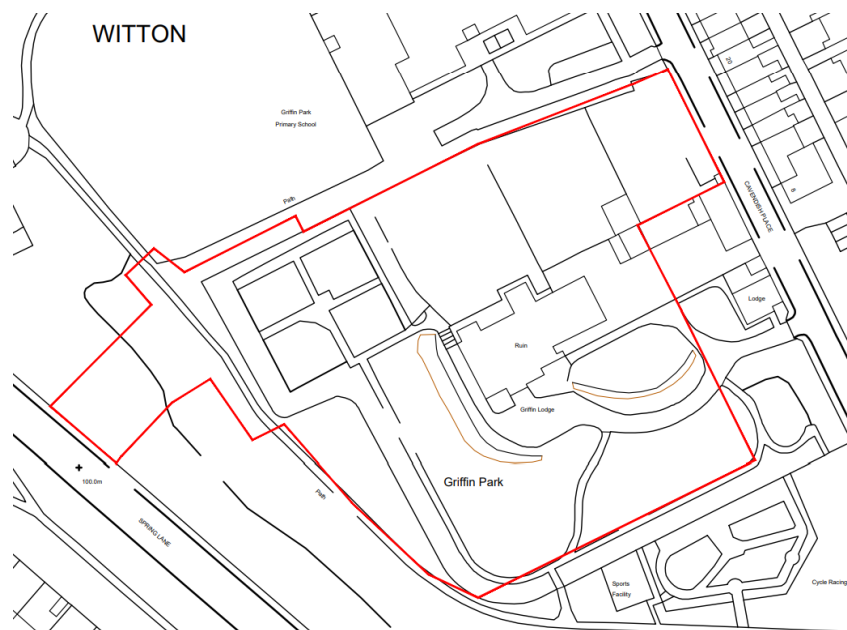 WITTON
20
Griffin Park
Primary School
Path
8
CAVENDISH PLACE
Lodge
Ruin
Griffin Lodge
Griffin Park
100.0m
Path
SPRING LANE
Sports
Facility
Cycle Racing